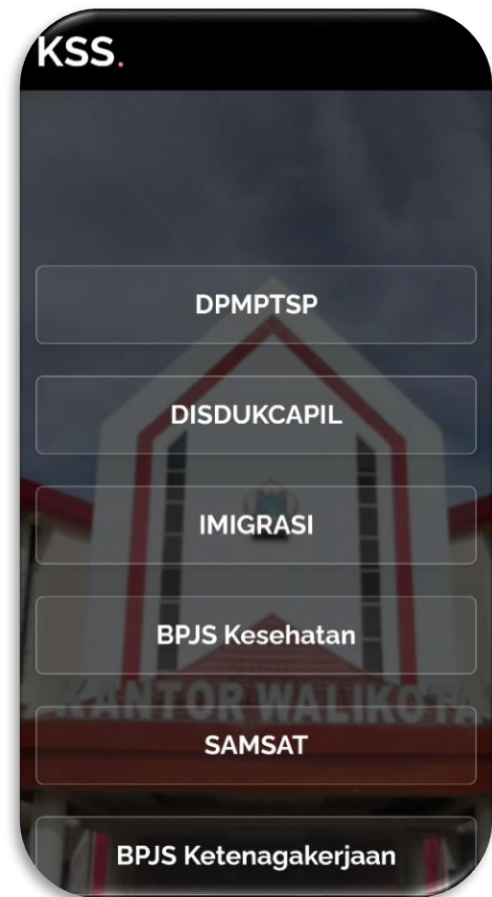 KSS.
DPMPTSP
DISDUKCAPIL
IMIGRASI
BPJS Kesehatan
KANTOR WALIKOTA
SAMSAT
BPJS Ketenagakerjaan